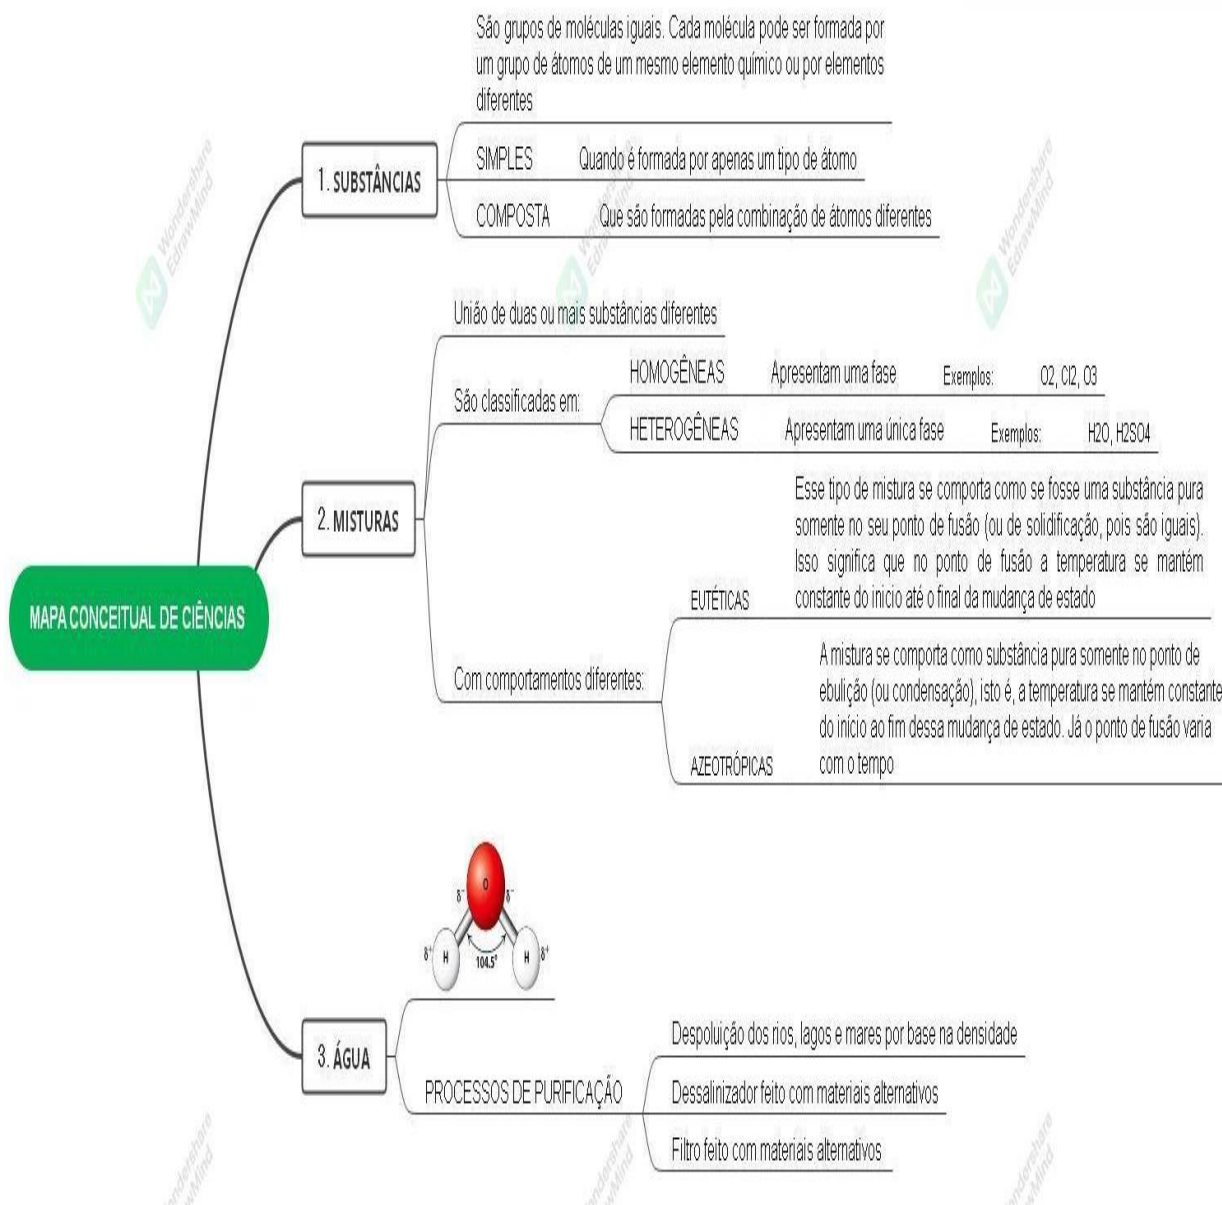 São grupos de moléculas iguais. Cada molécula pode ser formada por
um grupo de átomos de um mesmo elemento químico ou por elementos
diferentes
1. SUBSTÂNCIAS
SIMPLES Quando é formada por apenas um tipo de átomo
COMPOSTA Que são formadas pela combinação de átomos diferentes
Wondershare
EdrawMind
Wondershare
EdrawMind
Wondershare
EdrawMind
União de duas ou mais substâncias diferentes
São classificadas em:
HOMOGÊNEAS Apresentam uma fase Exemplos: O2, Cl2, O3
HETEROGÊNEAS Apresentam uma única fase Exemplos: H2O, H2SO4
2. MISTURAS
Esse tipo de mistura se comporta como se fosse uma substância pura
somente no seu ponto de fusão (ou de solidificação, pois são iguais).
Isso significa que no ponto de fusão a temperatura se mantém
constante do inicio até o final da mudança de estado
EUTÉTICAS
MAPA CONCEITUAL DE CIÊNCIAS
Com comportamentos diferentes:
A mistura se comporta como substância pura somente no ponto de
ebulição (ou condensação), isto é, a temperatura se mantém constante
do início ao fim dessa mudança de estado. Já o ponto de fusão varia
com o tempo
AZEOTRÓPICAS
O
δ⁻ δ⁻
δ⁺ H H δ⁺
104.5°
3. ÁGUA
PROCESSOS DE PURIFICAÇÃO
Despoluição dos rios, lagos e mares por base na densidade
Dessalinizador feito com materiais alternativos
Filtro feito com materiais alternativos